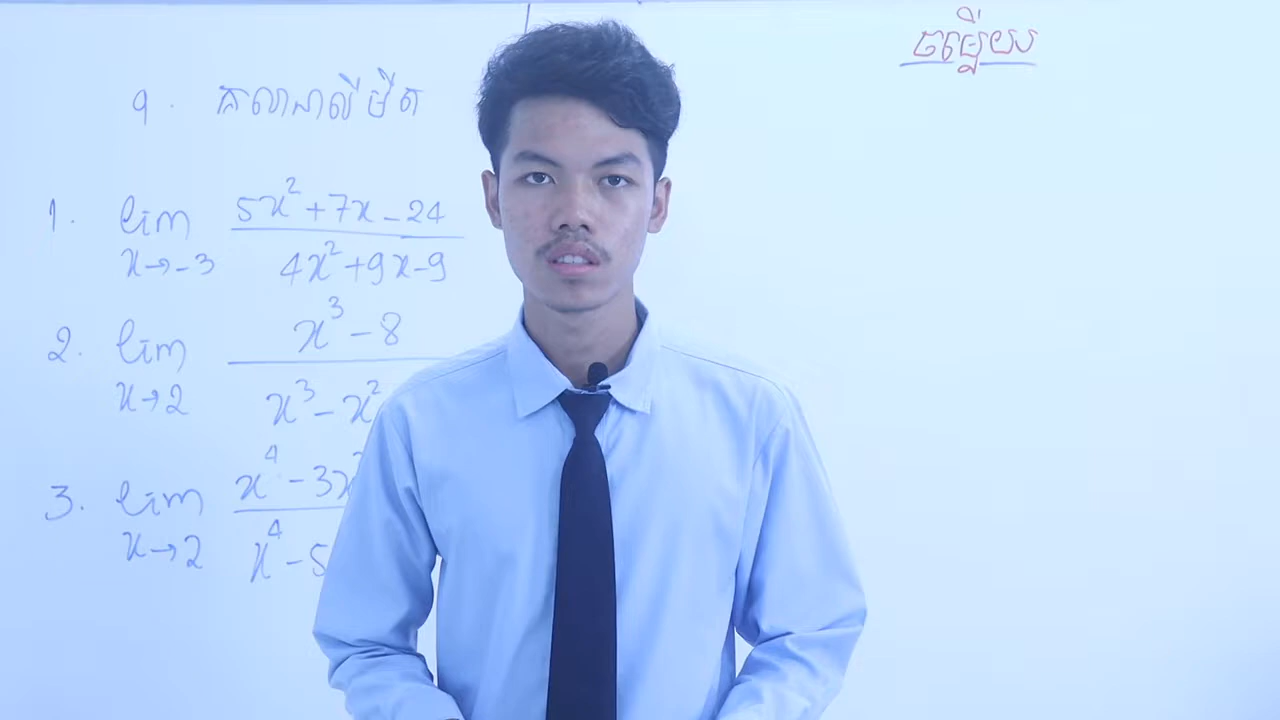 ចម្លើយ
១. គណនាលីមីត
1. lim 5x²+7x-24
x→-3 4x²+9x-9
2. lim x³-8
x→2 x³-x²
3. lim x⁴-3x
x→2 x⁴-5